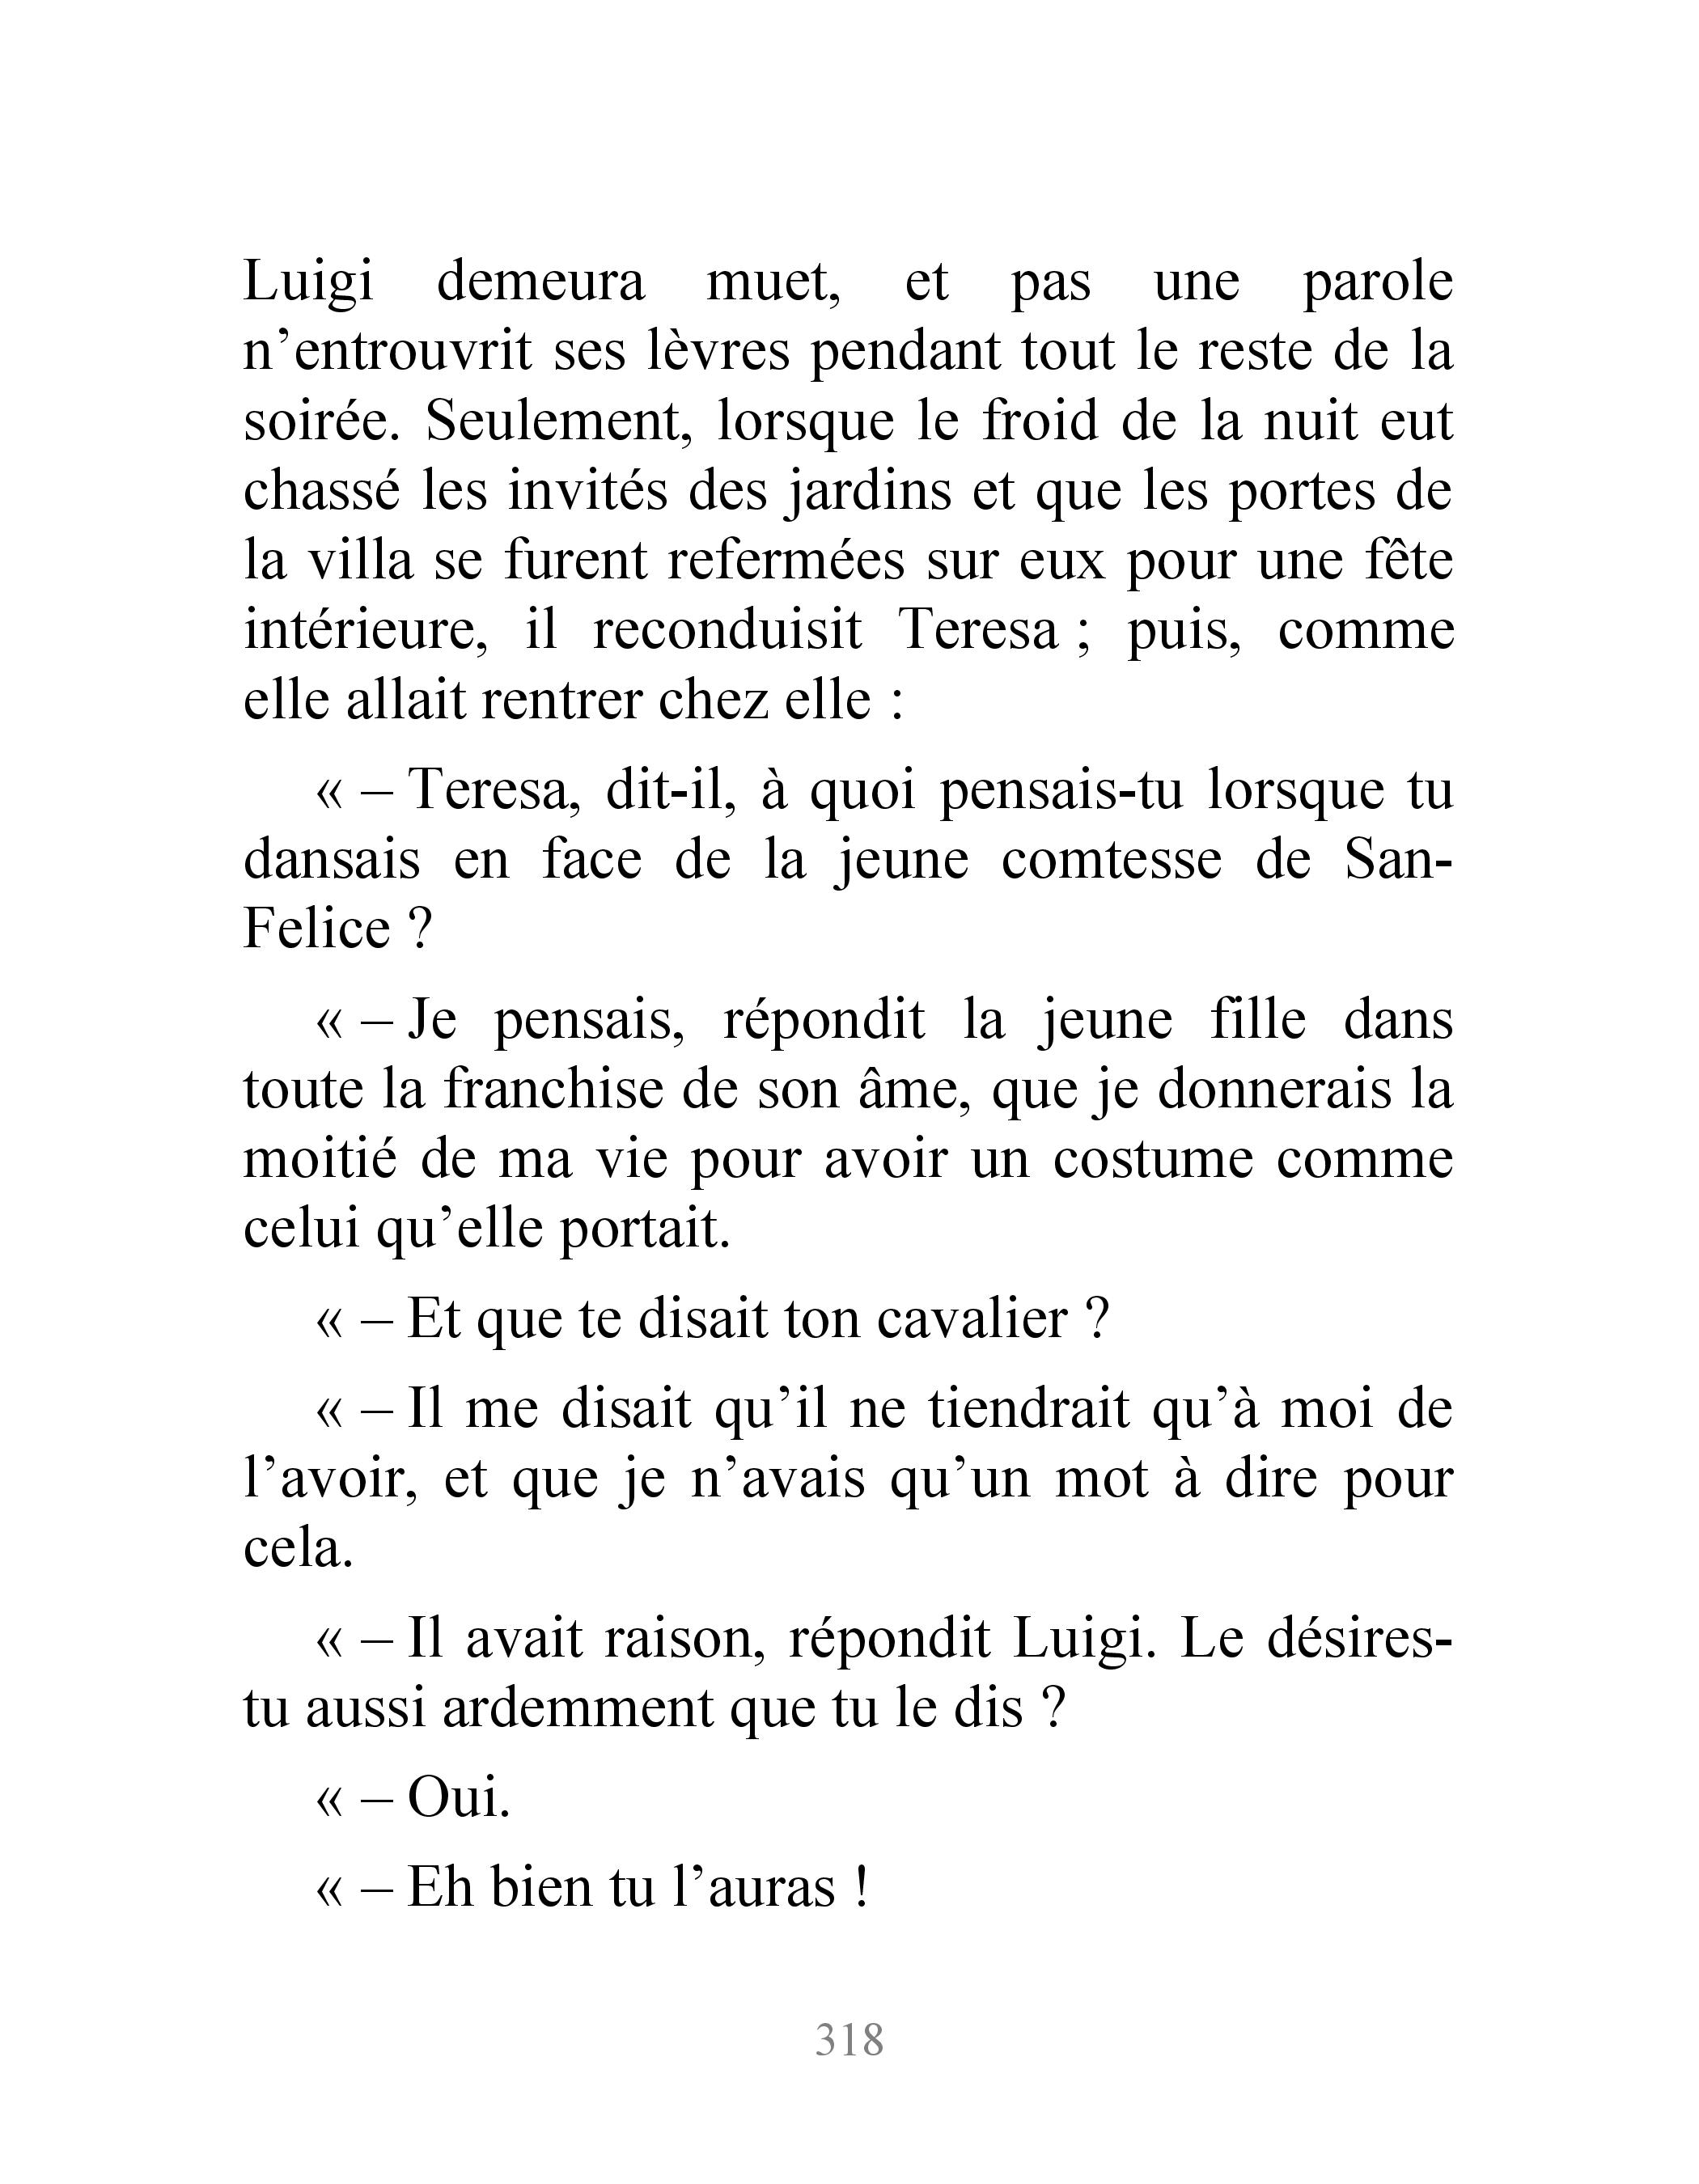 Luigi demeura muet, et pas une parole
n’entrouvrit ses lèvres pendant tout le reste de la
soirée. Seulement, lorsque le froid de la nuit eut
chassé les invités des jardins et que les portes de
la villa se furent refermées sur eux pour une fête
intérieure, il reconduisit Teresa ; puis, comme
elle allait rentrer chez elle :
« – Teresa, dit-il, à quoi pensais-tu lorsque tu
dansais en face de la jeune comtesse de San-
Felice ?
« – Je pensais, répondit la jeune fille dans
toute la franchise de son âme, que je donnerais la
moitié de ma vie pour avoir un costume comme
celui qu’elle portait.
« – Et que te disait ton cavalier ?
« – Il me disait qu’il ne tiendrait qu’à moi de
l’avoir, et que je n’avais qu’un mot à dire pour
cela.
« – Il avait raison, répondit Luigi. Le désires-
tu aussi ardemment que tu le dis ?
« – Oui.
« – Eh bien tu l’auras !
318